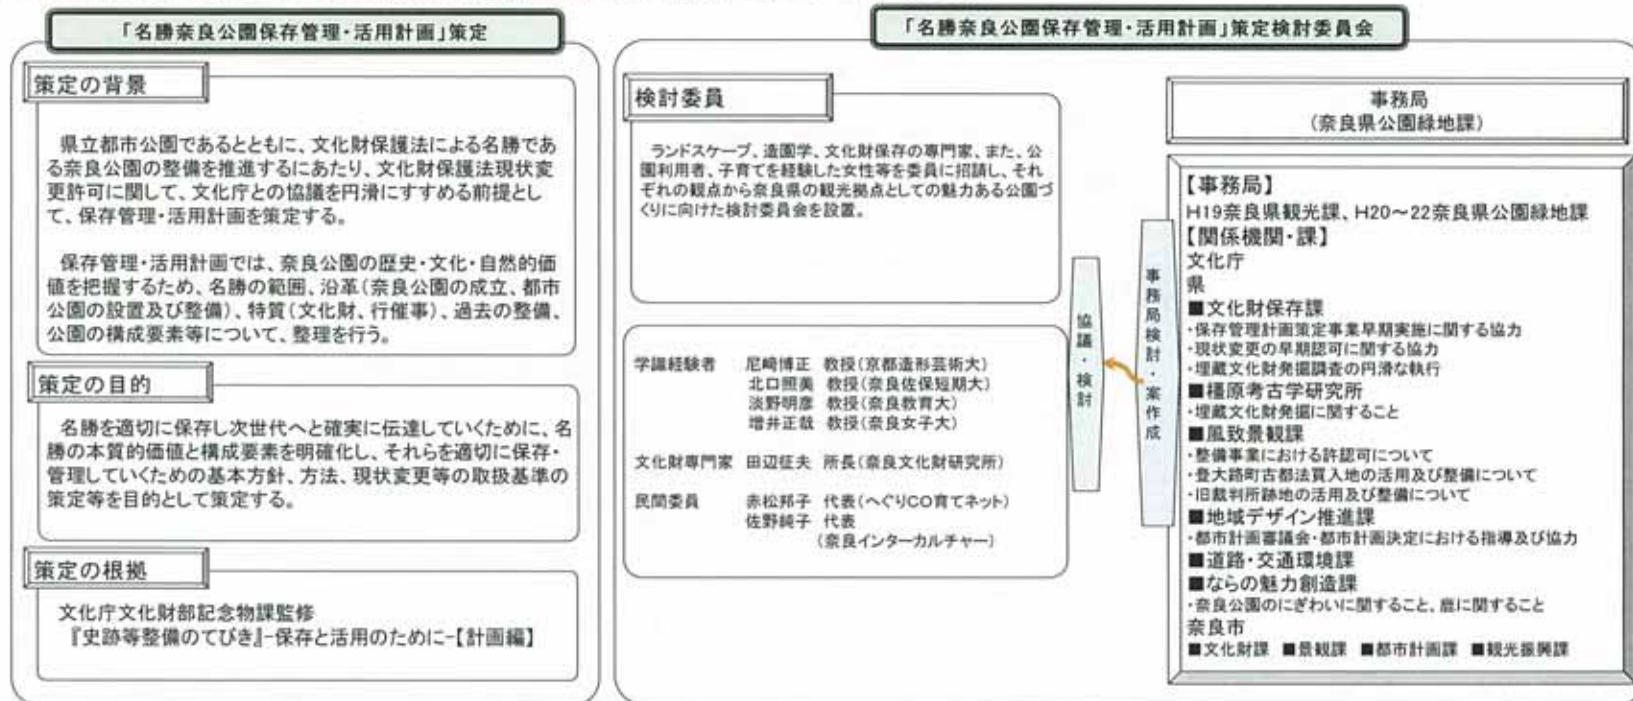 「名勝奈良公園保存管理・活用計画」策定
策定の背景
県立都市公園であるとともに、文化財保護法による名勝であ
る奈良公園の整備を推進するにあたり、文化財保護法現状変
更許可に関して、文化庁との協議を円滑にすすめる前提とし
て、保存管理・活用計画を策定する。
保存管理・活用計画では、奈良公園の歴史・文化・自然的価
値を把握するため、名勝の範囲、沿革(奈良公園の成立、都市
公園の設置及び整備)、特質(文化財、行催事)、過去の整備、
公園の構成要素等について、整理を行う。
策定の目的
名勝を適切に保存し次世代へと確実に伝達していくために、名
勝の本質的価値と構成要素を明確化し、それらを適切に保存・
管理していくための基本方針、方法、現状変更等の取扱基準の
策定等を目的として策定する。
策定の根拠
文化庁文化財部記念物課監修
『史跡等整備のてびき』-保存と活用のために-【計画編】
「名勝奈良公園保存管理・活用計画」策定検討委員会
検討委員
ランドスケープ、造園学、文化財保存の専門家、また、公
園利用者、子育てを経験した女性等を委員に招請し、それ
ぞれの観点から奈良県の観光拠点としての魅力ある公園づ
くりに向けた検討委員会を設置。
学識経験者 尼﨑博正 教授(京都造形芸術大)
北口照美 教授(奈良佐保短期大)
淡野明彦 教授(奈良教育大)
増井正哉 教授(奈良女子大)
文化財専門家 田辺征夫 所長(奈良文化財研究所)
民間委員 赤松邦子 代表(へぐりCO育てネット)
佐野純子 代表
(奈良インターカルチャー)
協議・検討
事務局検討・案作成
事務局
(奈良県公園緑地課)
【事務局】
H19奈良県観光課、H20～22奈良県公園緑地課
【関係機関・課】
文化庁
県
■文化財保存課
・保存管理計画策定事業早期実施に関する協力
・現状変更の早期認可に関する協力
・埋蔵文化財発掘調査の円滑な執行
■橿原考古学研究所
・埋蔵文化財発掘に関すること
■風致景観課
・整備事業における許認可について
・登大路町古都法買入地の活用及び整備について
・旧裁判所跡地の活用及び整備について
■地域デザイン推進課
・都市計画審議会・都市計画決定における指導及び協力
■道路・交通環境課
■ならの魅力創造課
・奈良公園のにぎわいに関すること、鹿に関すること
奈良市
■文化財課 ■景観課 ■都市計画課 ■観光振興課